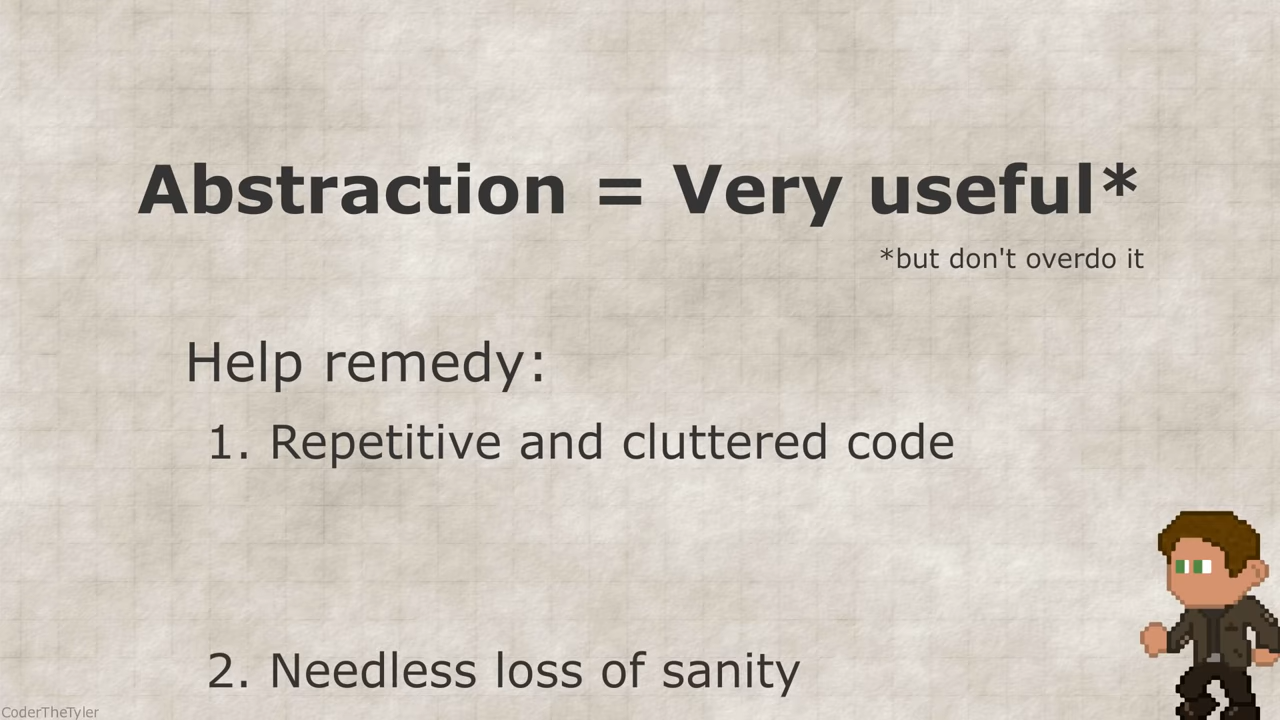 Abstraction = Very useful*
*but don't overdo it
Help remedy:
1. Repetitive and cluttered code
2. Needless loss of sanity
CoderTheTyler